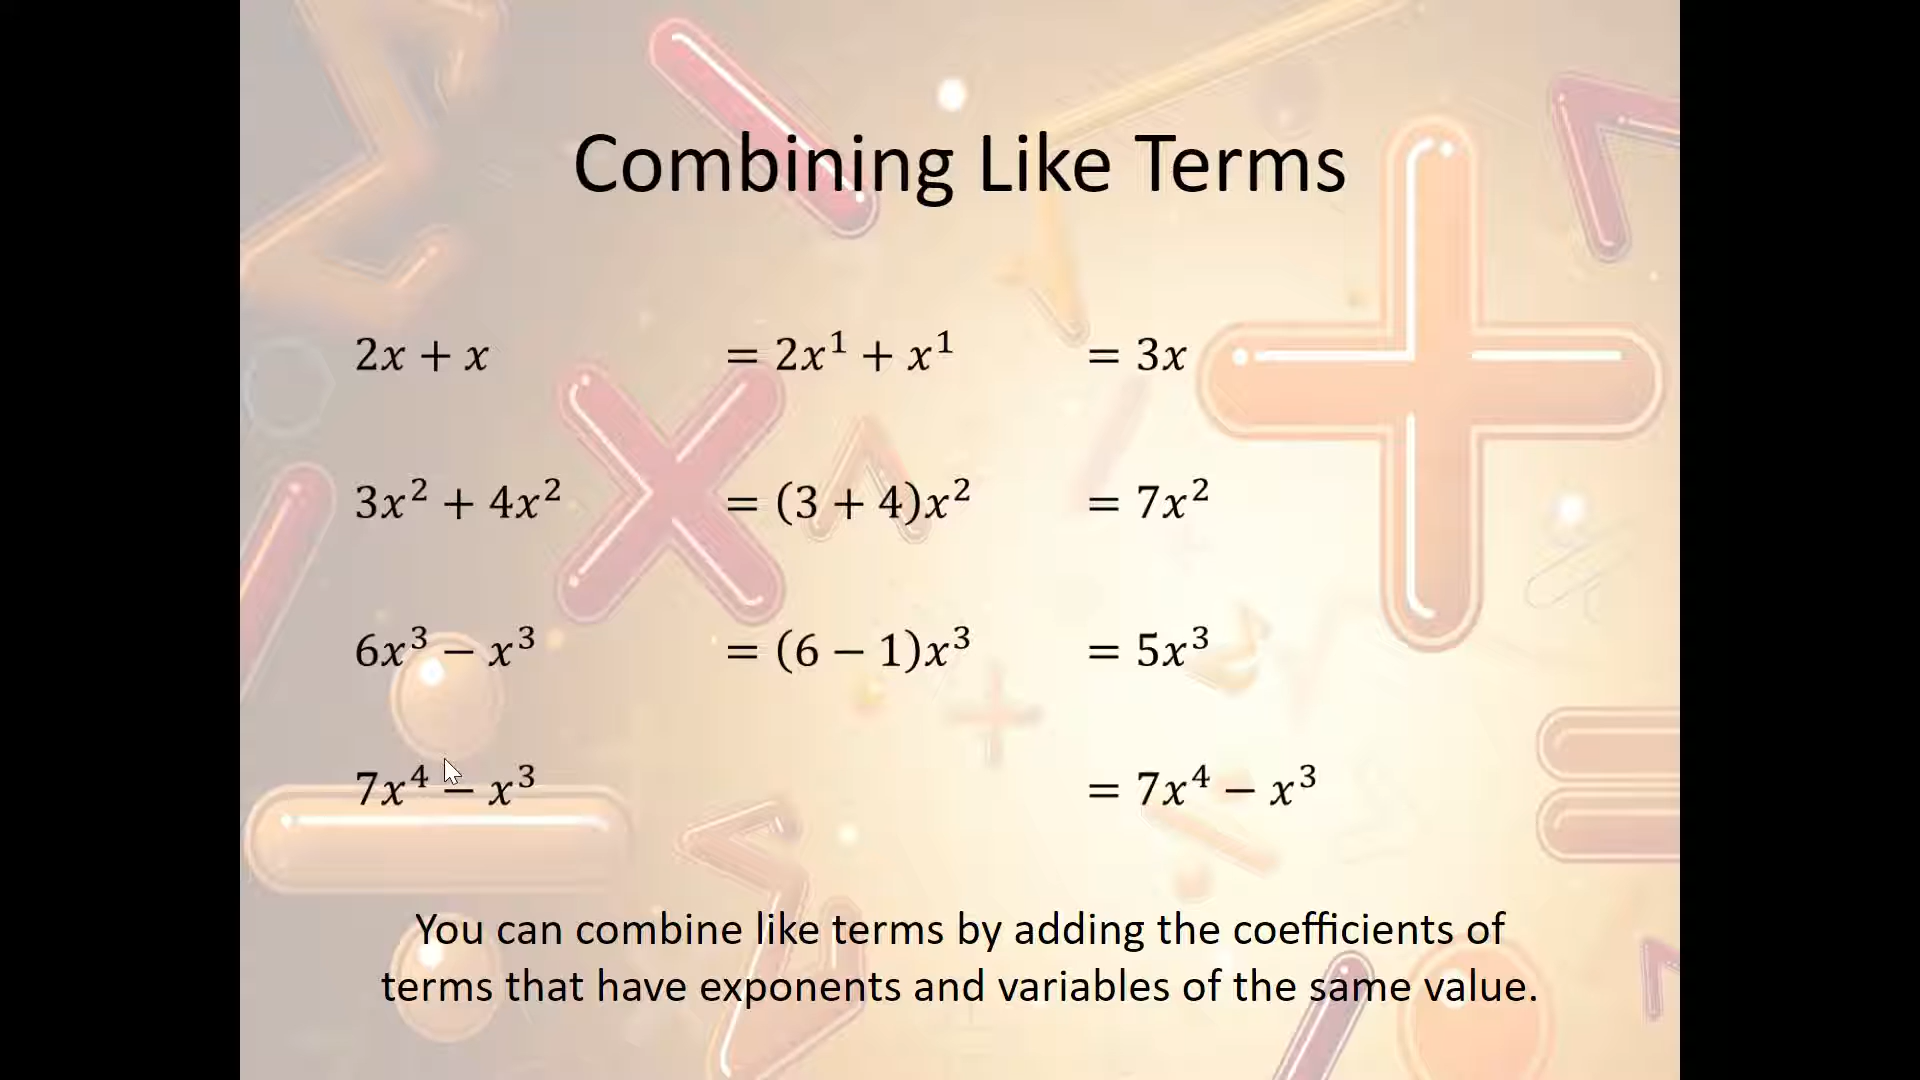 Combining Like Terms
2x + x = 2x¹ + x¹ = 3x
3x² + 4x² = (3 + 4)x² = 7x²
6x³ − x³ = (6 − 1)x³ = 5x³
7x⁴ − x³ = 7x⁴ − x³
You can combine like terms by adding the coefficients of
terms that have exponents and variables of the same value.